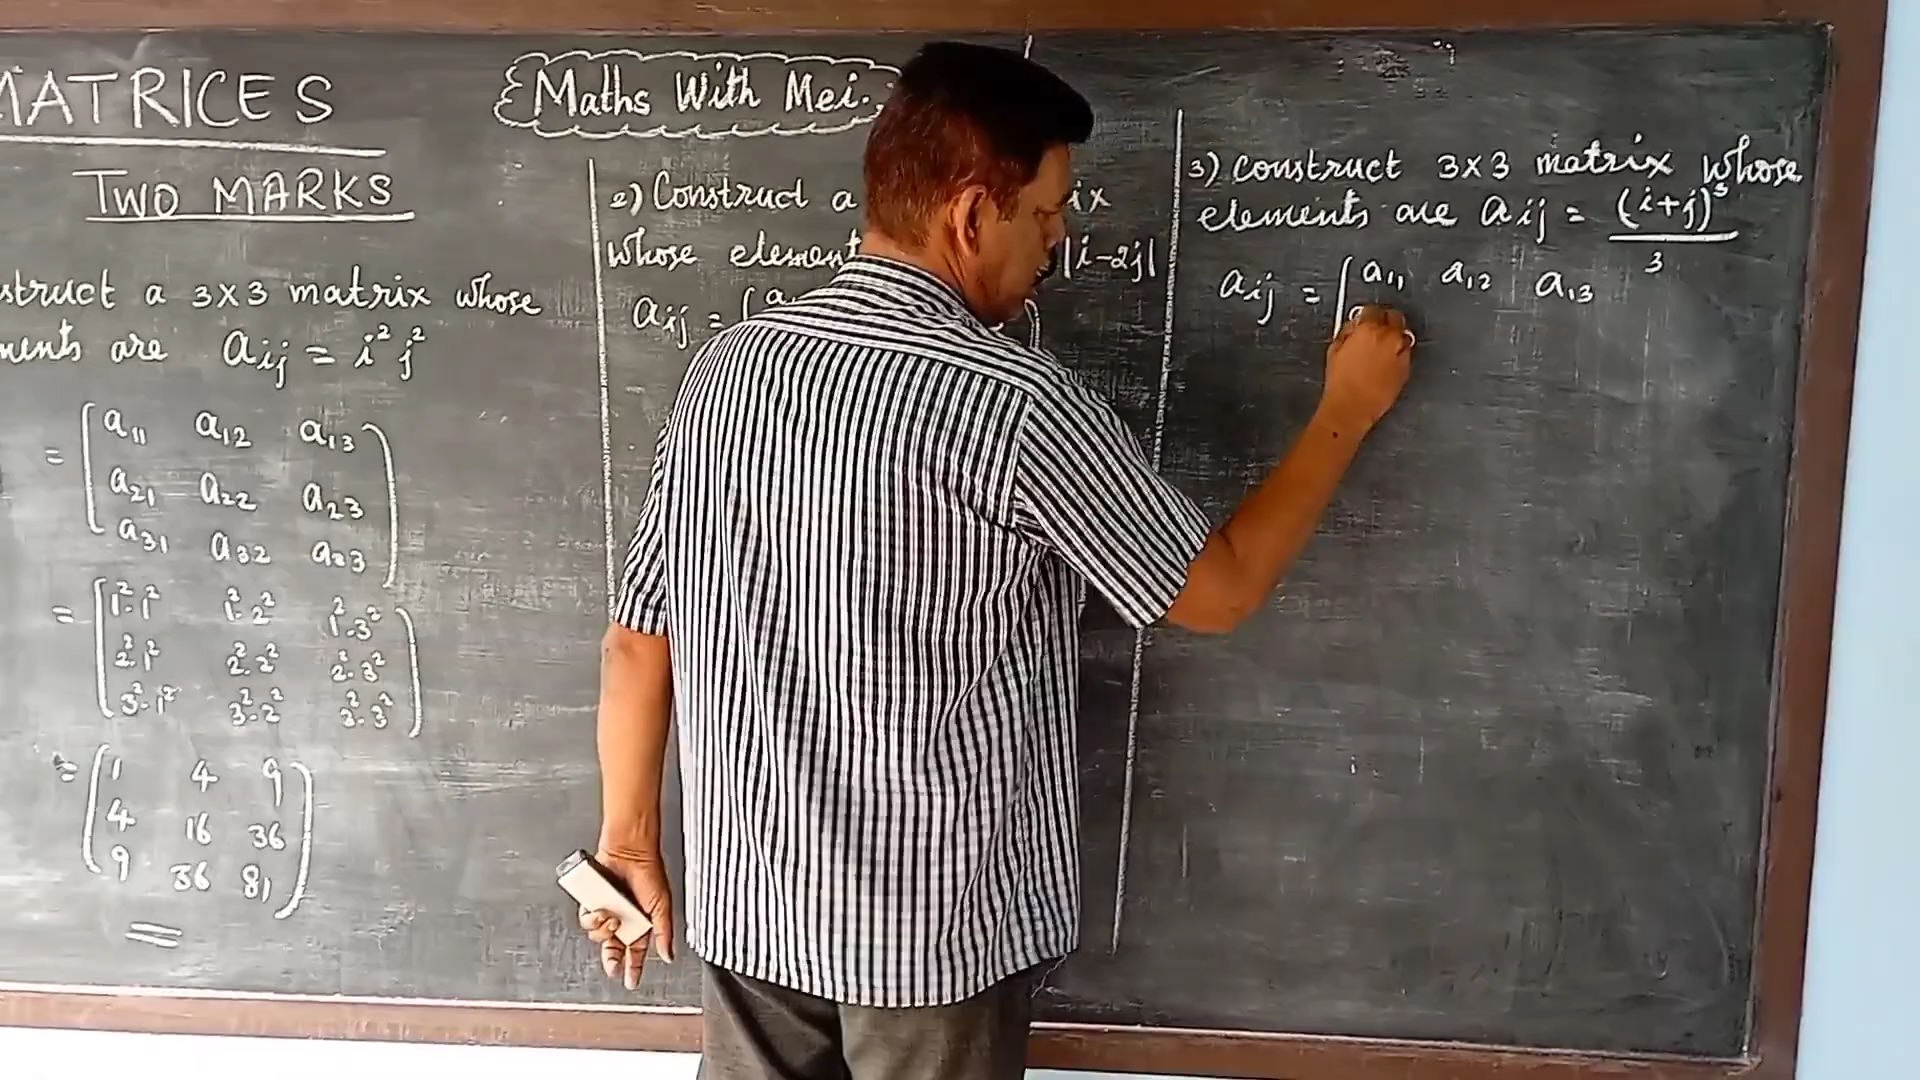 MATRICES
TWO MARKS
struct a 3x3 matrix whose
ments are aij = i² j²
= [a11 a12 a13
a21 a22 a23
a31 a32 a23]
= [1².1² 1².2² 1².3²
2².1² 2².2² 2².3²
3².1² 3².2² 3².3²]
= [1 4 9
4 16 36
9 36 81]
Maths With Mei.
2) Construct a ix
whose element |i-2j|
aij = (a
3) Construct 3x3 matrix whose
elements are aij = (i+j)³
3
aij = [a11 a12 a13